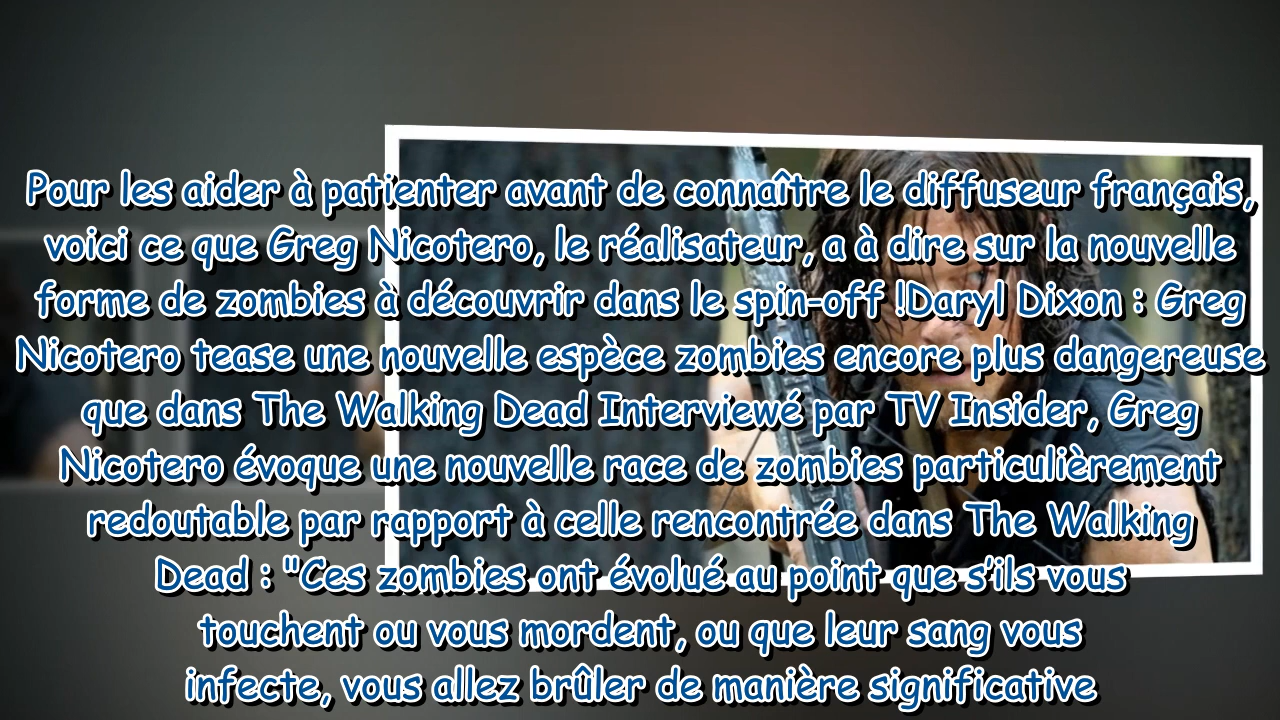 Pour les aider à patienter avant de connaître le diffuseur français,
voici ce que Greg Nicotero, le réalisateur, a à dire sur la nouvelle
forme de zombies à découvrir dans le spin-off !Daryl Dixon : Greg
Nicotero tease une nouvelle espèce zombies encore plus dangereuse
que dans The Walking Dead Interviewé par TV Insider, Greg
Nicotero évoque une nouvelle race de zombies particulièrement
redoutable par rapport à celle rencontrée dans The Walking
Dead : "Ces zombies ont évolué au point que s’ils vous
touchent ou vous mordent, ou que leur sang vous
infecte, vous allez brûler de manière significative